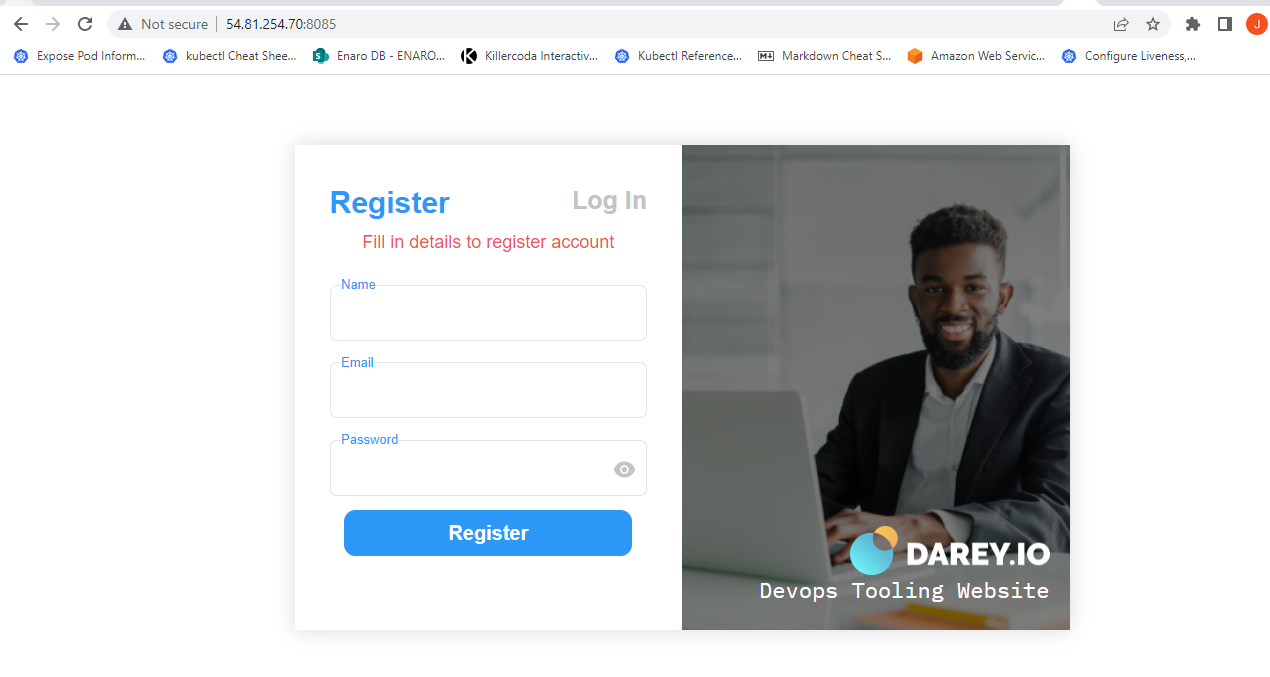 Not secure 54.81.254.70:8085
J
Expose Pod Inform... kubectl Cheat Shee... S Enaro DB - ENARO... K Killercoda Interactiv... Kubectl Reference... M↓ Markdown Cheat S... Amazon Web Servic... Configure Liveness,...
Register Log In
Fill in details to register account
Name
Email
Password
Register
DAREY.IO
Devops Tooling Website